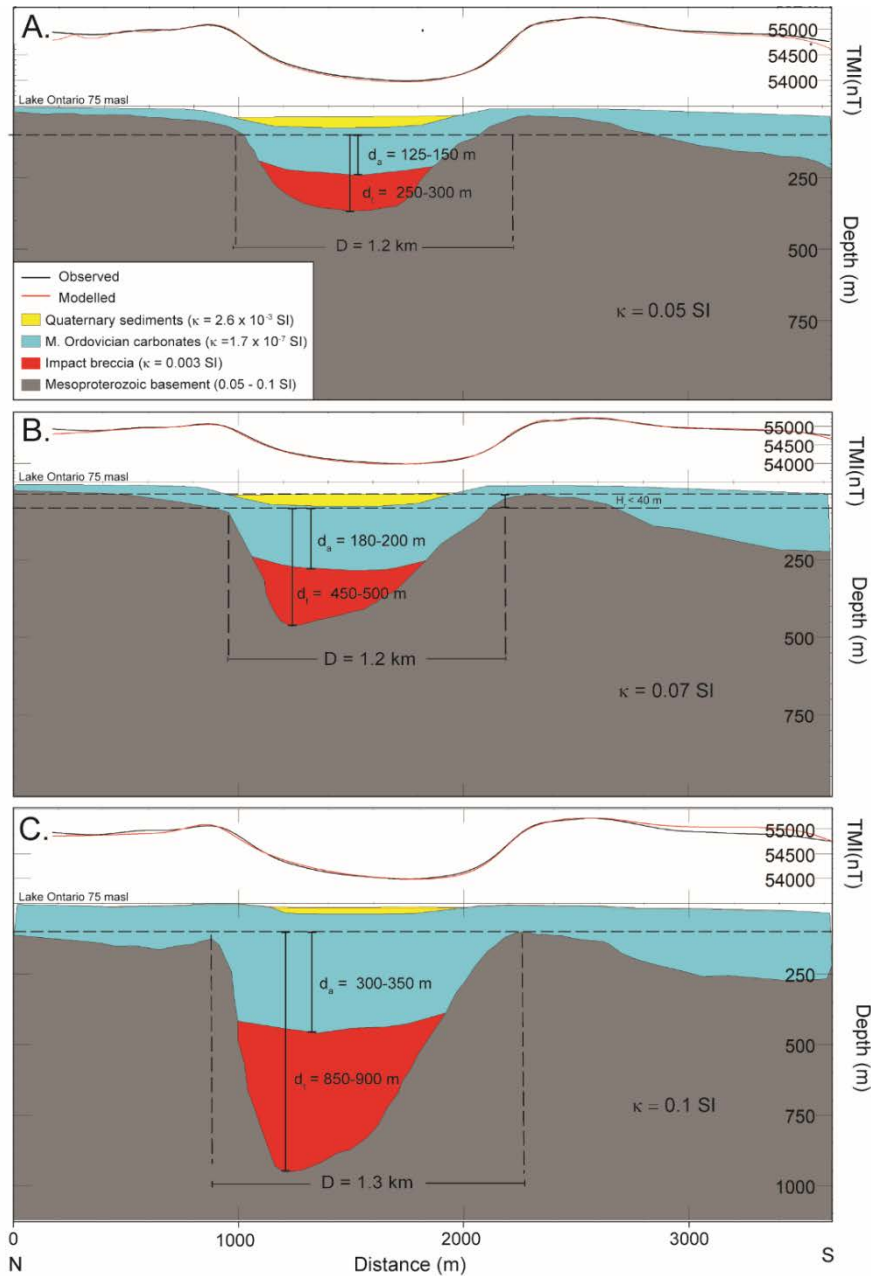 A.
55000
54500
54000
TMI(nT)
Lake Ontario 75 masl
dₐ = 125-150 m
dₜ = 250-300 m
D = 1.2 km
250
500
750
Depth (m)
κ = 0.05 SI
Observed
Modelled
Quaternary sediments (κ = 2.6 x 10⁻³ SI)
M. Ordovician carbonates (κ =1.7 x 10⁻⁷ SI)
Impact breccia (κ = 0.003 SI)
Mesoproterozoic basement (0.05 - 0.1 SI)
B.
55000
54500
54000
TMI(nT)
Lake Ontario 75 masl
Hᵣ < 40 m
dₐ = 180-200 m
dₜ = 450-500 m
D = 1.2 km
250
500
750
Depth (m)
κ = 0.07 SI
C.
55000
54500
54000
TMI(nT)
Lake Ontario 75 masl
dₐ = 300-350 m
dₜ = 850-900 m
D = 1.3 km
250
500
750
1000
Depth (m)
κ = 0.1 SI
0
1000
2000
3000
N
Distance (m)
S